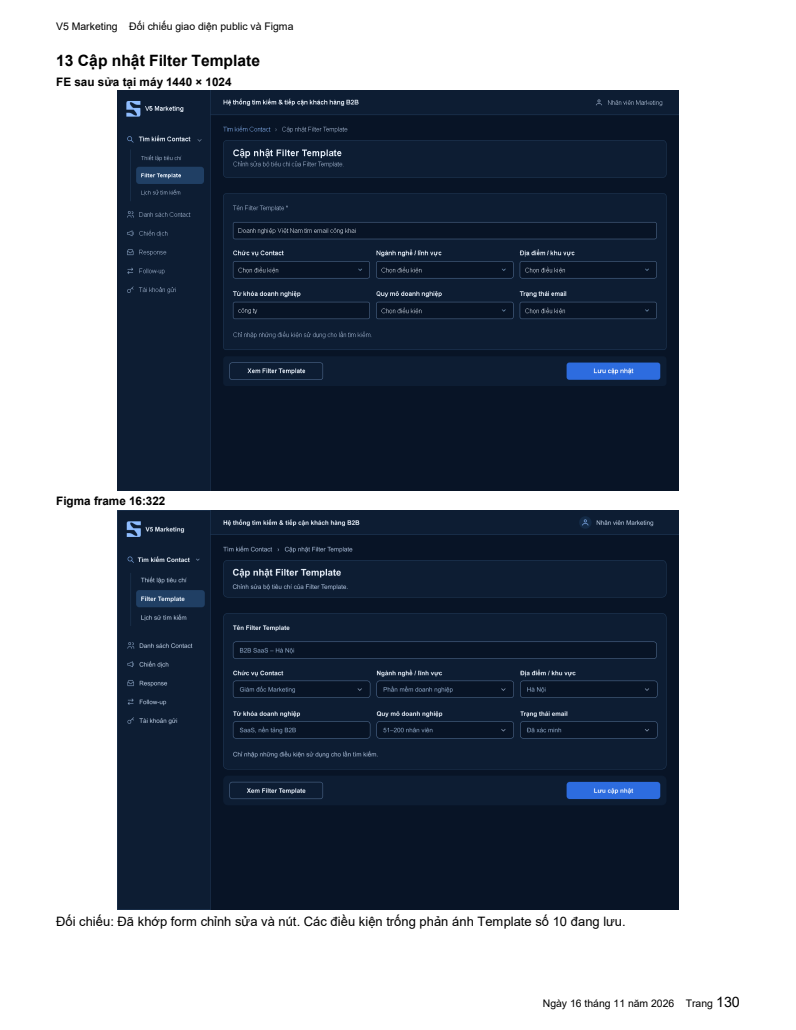 V5 Marketing Đối chiếu giao diện public và Figma
13 Cập nhật Filter Template
FE sau sửa tại máy 1440 × 1024
V5 Marketing
Hệ thống tìm kiếm & tiếp cận khách hàng B2B
Nhân viên Marketing
Tìm kiếm Contact
Thiết lập tiêu chí
Filter Template
Lịch sử tìm kiếm
Danh sách Contact
Chiến dịch
Response
Follow-up
Tài khoản gửi
Tìm kiếm Contact › Cập nhật Filter Template
Cập nhật Filter Template
Chỉnh sửa bộ tiêu chí của Filter Template.
Tên Filter Template *
Doanh nghiệp Việt Nam tìm email công khai
Chức vụ Contact Ngành nghề / lĩnh vực Địa điểm / khu vực
Chọn điều kiện Chọn điều kiện Chọn điều kiện
Từ khóa doanh nghiệp Quy mô doanh nghiệp Trạng thái email
công ty Chọn điều kiện Chọn điều kiện
Chỉ nhập những điều kiện sử dụng cho lần tìm kiếm.
Xem Filter Template Lưu cập nhật
Figma frame 16:322
V5 Marketing
Hệ thống tìm kiếm & tiếp cận khách hàng B2B
Nhân viên Marketing
Tìm kiếm Contact
Thiết lập tiêu chí
Filter Template
Lịch sử tìm kiếm
Danh sách Contact
Chiến dịch
Response
Follow-up
Tài khoản gửi
Tìm kiếm Contact › Cập nhật Filter Template
Cập nhật Filter Template
Chỉnh sửa bộ tiêu chí của Filter Template.
Tên Filter Template
B2B SaaS – Hà Nội
Chức vụ Contact Ngành nghề / lĩnh vực Địa điểm / khu vực
Giám đốc Marketing Phần mềm doanh nghiệp Hà Nội
Từ khóa doanh nghiệp Quy mô doanh nghiệp Trạng thái email
SaaS, nền tảng B2B 51–200 nhân viên Đã xác minh
Chỉ nhập những điều kiện sử dụng cho lần tìm kiếm.
Xem Filter Template Lưu cập nhật
Đối chiếu: Đã khớp form chỉnh sửa và nút. Các điều kiện trống phản ánh Template số 10 đang lưu.
Ngày 16 tháng 11 năm 2026 Trang 130